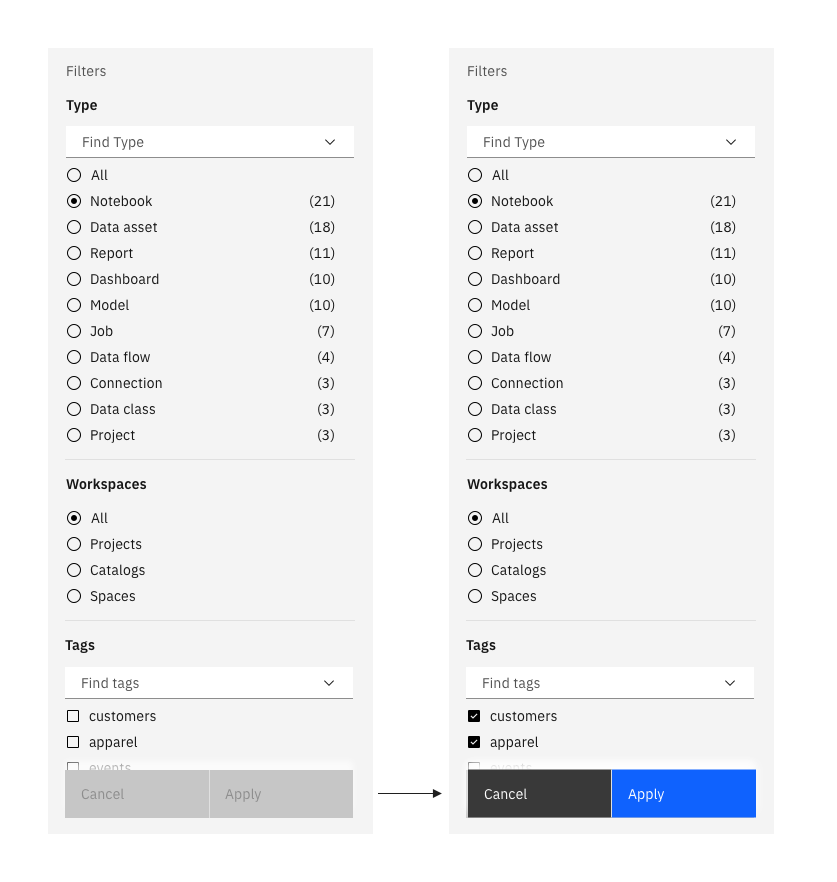 Filters
Type
Find Type
All
Notebook (21)
Data asset (18)
Report (11)
Dashboard (10)
Model (10)
Job (7)
Data flow (4)
Connection (3)
Data class (3)
Project (3)
Workspaces
All
Projects
Catalogs
Spaces
Tags
Find tags
customers
apparel
events
Cancel Apply
Filters
Type
Find Type
All
Notebook (21)
Data asset (18)
Report (11)
Dashboard (10)
Model (10)
Job (7)
Data flow (4)
Connection (3)
Data class (3)
Project (3)
Workspaces
All
Projects
Catalogs
Spaces
Tags
Find tags
customers
apparel
events
Cancel Apply